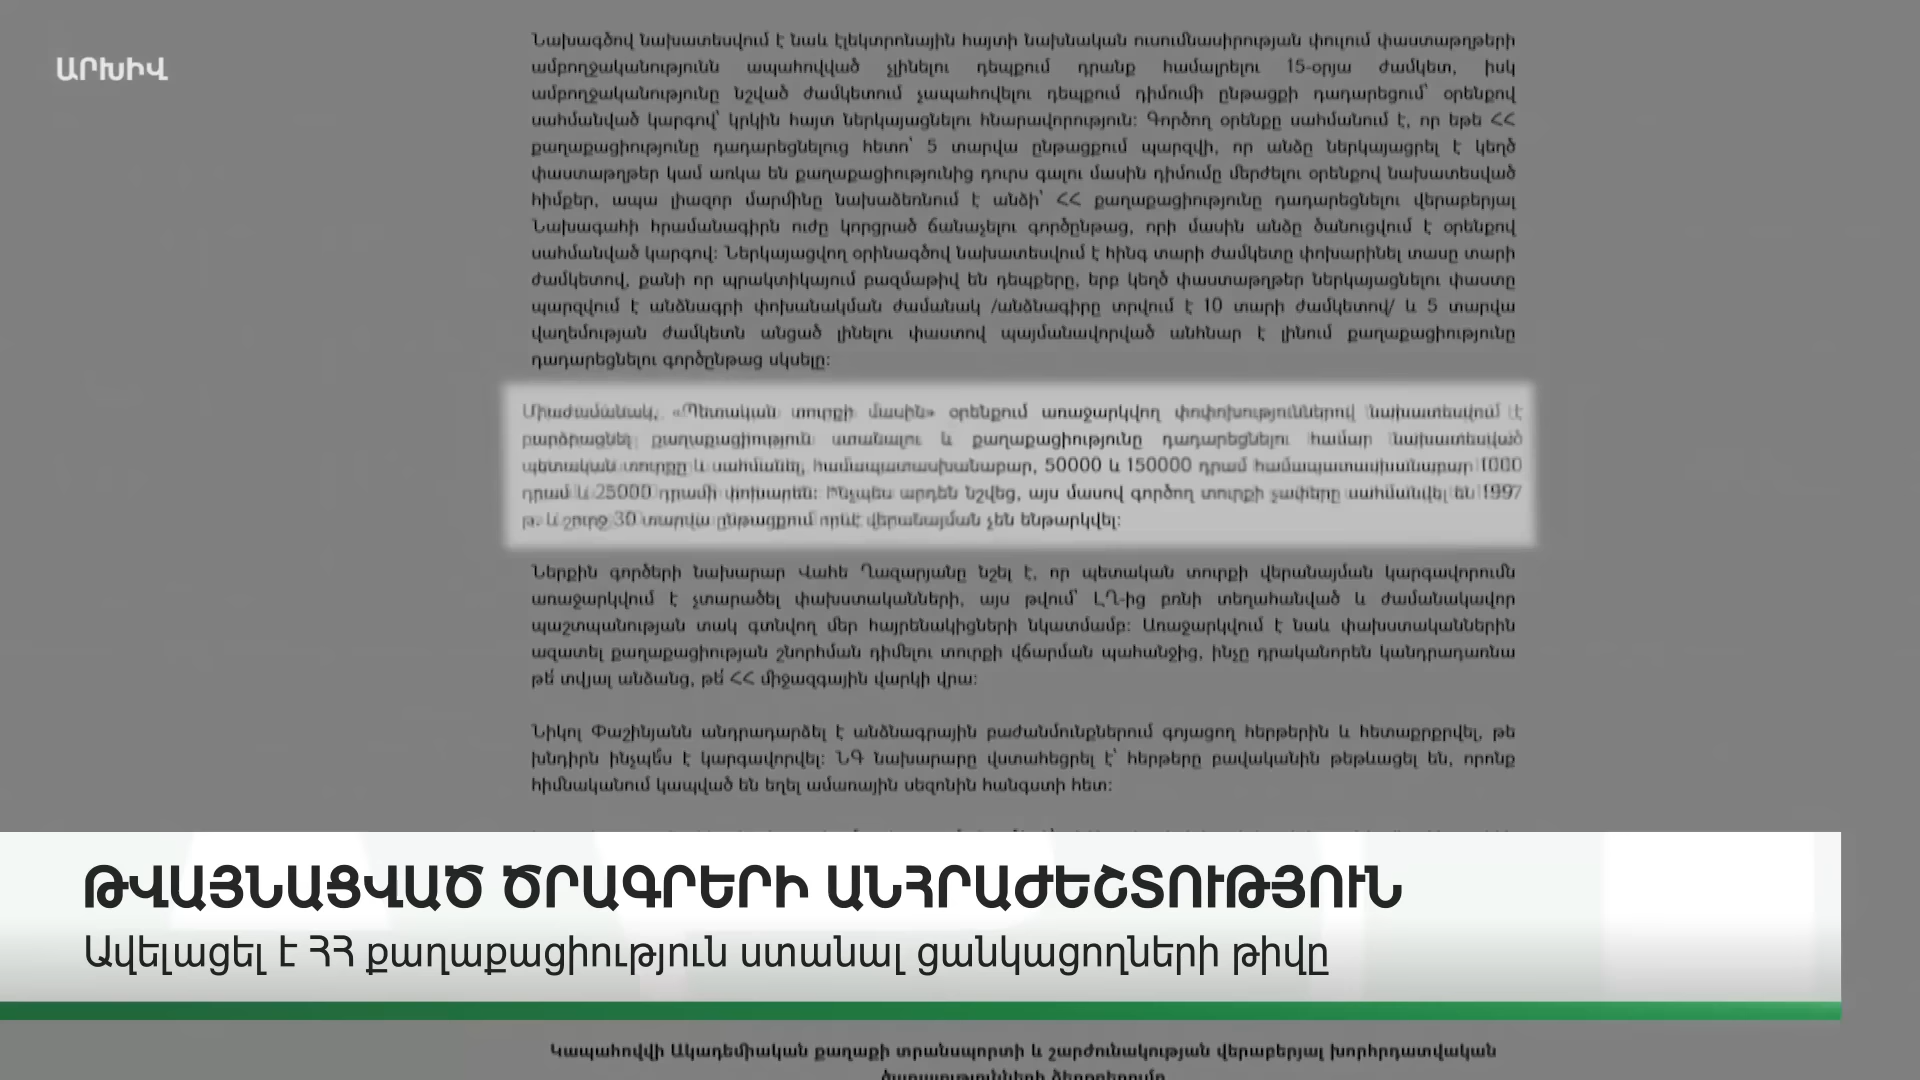 ԱՐԽԻՎ
Նախագծով նախատեսվում է նաև էլեկտրոնային հայտի նախնական ուսումնասիրության փուլում փաստաթղթերի
ամբողջականությունն ապահովված չլինելու դեպքում դրանք համալրելու 15-օրյա ժամկետ, իսկ
ամբողջականությունը նշված ժամկետում չապահովելու դեպքում դիմումի ընթացքի դադարեցում՝ օրենքով
սահմանված կարգով՝ կրկին հայտ ներկայացնելու հնարավորություն: Գործող օրենքը սահմանում է, որ եթե ՀՀ
քաղաքացիությունը դադարեցնելուց հետո՝ 5 տարվա ընթացքում պարզվի, որ անձը ներկայացրել է կեղծ
փաստաթղթեր կամ առկա են քաղաքացիությունից դուրս գալու մասին դիմումը մերժելու օրենքով նախատեսված
հիմքեր, ապա լիազոր մարմինը նախաձեռնում է անձի՝ ՀՀ քաղաքացիությունը դադարեցնելու վերաբերյալ
Նախագահի հրամանագիրն ուժը կորցրած ճանաչելու գործընթաց, որի մասին անձը ծանուցվում է օրենքով
սահմանված կարգով: Ներկայացվող օրինագծով նախատեսվում է հինգ տարի ժամկետը փոխարինել տասը տարի
ժամկետով, քանի որ պրակտիկայում բազմաթիվ են դեպքերը, երբ կեղծ փաստաթղթեր ներկայացնելու փաստը
պարզվում է անձնագրի փոխանակման ժամանակ /անձնագիրը տրվում է 10 տարի ժամկետով/ և 5 տարվա
վաղեմության ժամկետն անցած լինելու փաստով պայմանավորված անհնար է լինում քաղաքացիությունը
դադարեցնելու գործընթաց սկսելը:
Միաժամանակ, «Պետական տուրքի մասին» օրենքում առաջարկվող փոփոխություններով նախատեսվում է
բարձրացնել քաղաքացիություն ստանալու և քաղաքացիությունը դադարեցնելու համար նախատեսված
պետական տուրքը և սահմանել, համապատասխանաբար, 50000 և 150000 դրամ համապատասխանաբար 1000
դրամ և 25000 դրամի փոխարեն: Ինչպես արդեն նշվեց, այս մասով գործող տուրքի չափերը սահմանվել են 1997
թ. և շուրջ 30 տարվա ընթացքում որևէ վերանայման չեն ենթարկվել:
Ներքին գործերի նախարար Վահե Ղազարյանը նշել է, որ պետական տուրքի վերանայման կարգավորումն
առաջարկվում է չտարածել փախստականների, այս թվում՝ ԼՂ-ից բռնի տեղահանված և ժամանակավոր
պաշտպանության տակ գտնվող մեր հայրենակիցների նկատմամբ: Առաջարկվում է նաև փախստականներին
ազատել քաղաքացիության շնորհման դիմելու տուրքի վճարման պահանջից, ինչը դրականորեն կանդրադառնա
թե՛ տվյալ անձանց, թե՛ ՀՀ միջազգային վարկի վրա:
Նիկոլ Փաշինյանն անդրադարձել է անձնագրային բաժանմունքներում գոյացող հերթերին և հետաքրքրվել, թե
խնդիրն ինչպե՞ս է կարգավորվել: ՆԳ նախարարը վստահեցրել է՝ հերթերը բավականին թեթևացել են, որոնք
հիմնականում կապված են եղել ամառային սեզոնին հանգստի հետ:
ԹՎԱՅՆԱՑՎԱԾ ԾՐԱԳՐԵՐԻ ԱՆՀՐԱԺԵՇՏՈՒԹՅՈՒՆ
Ավելացել է ՀՀ քաղաքացիություն ստանալ ցանկացողների թիվը
Կապահովվի Ակադեմիական քաղաքի տրանսպորտի և շարժունակության վերաբերյալ խորհրդատվական